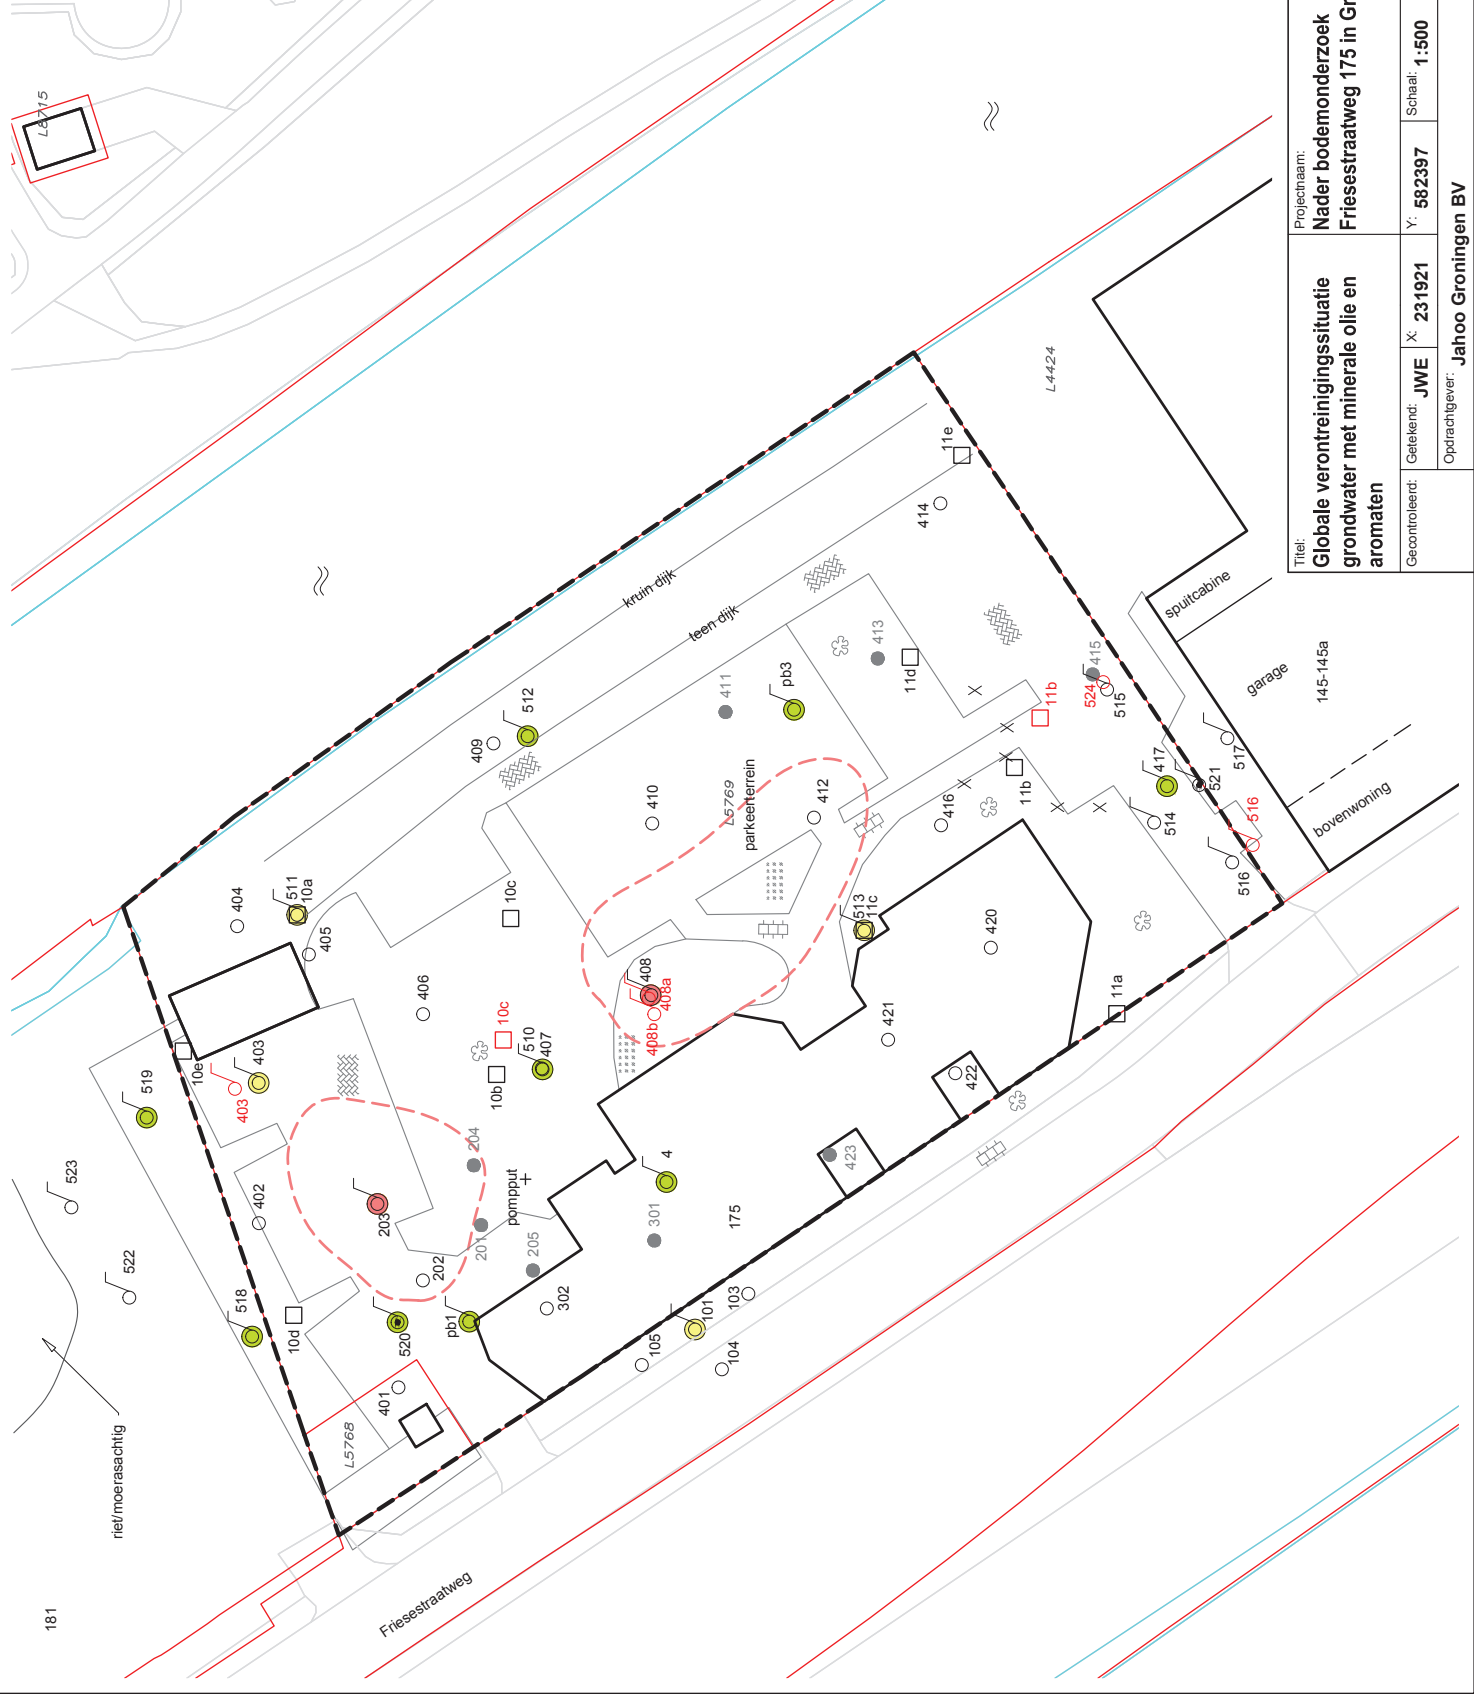 L8715
181
riet/moerasachtig
Friesestraatweg
L5768
523
522
519
518
10e
403
403
404
511
10a
405
406
402
203
204
201
pompput
205
202
520
pb1
401
10d
302
10c
10c
10b
510
407
409
512
kruin dijk
teen dijk
410
411
pb3
L5769
parkeerterrein
412
408
408a
408b
4
301
175
105
101
103
104
423
422
421
420
513
11c
416
11b
11b
11a
413
11d
11e
414
L4424
415
524
515
417
514
521
517
516
516
spuitcabine
garage
145-145a
bovenwoning
Titel:
Globale verontreinigingssituatie
grondwater met minerale olie en
aromaten
Projectnaam:
Nader bodemonderzoek
Friesestraatweg 175 in Gr
Gecontroleerd:
Getekend: JWE
X: 231921
Y: 582397
Schaal: 1:500
Opdrachtgever: Jahoo Groningen BV